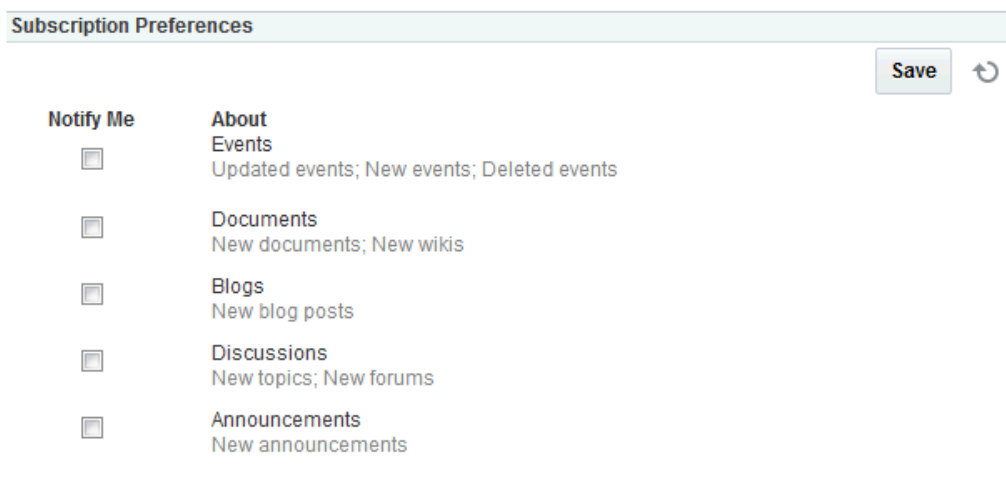 Subscription Preferences
Save
Notify Me About
Events
Updated events; New events; Deleted events
Documents
New documents; New wikis
Blogs
New blog posts
Discussions
New topics; New forums
Announcements
New announcements